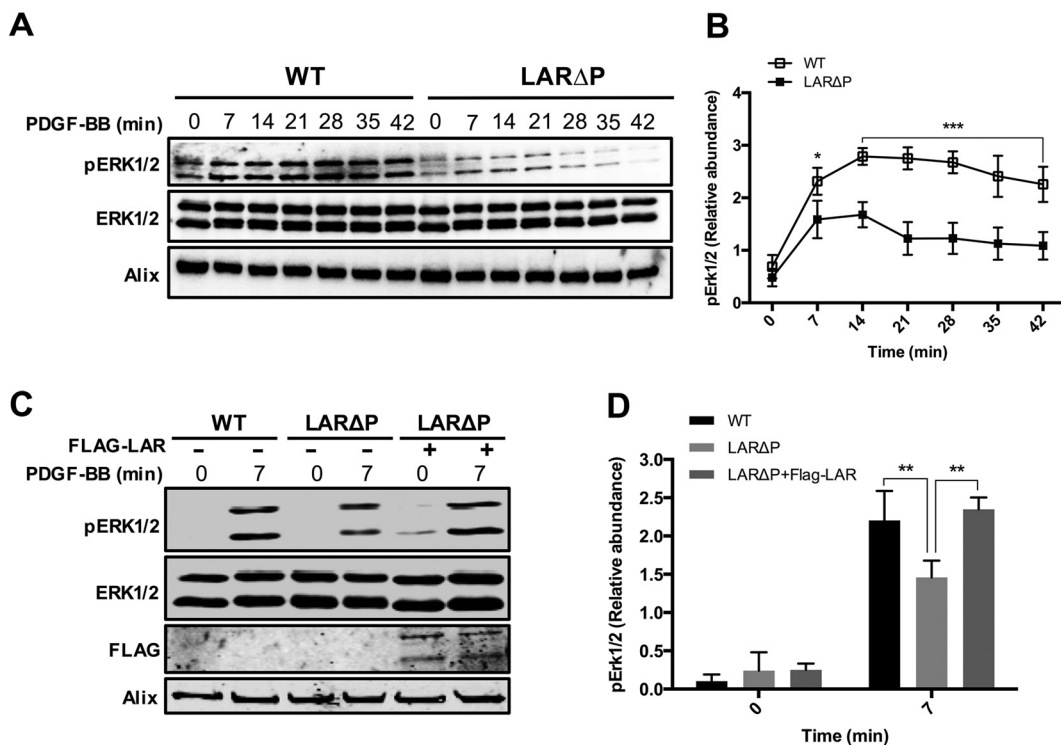 A
WT LARΔP
PDGF-BB (min) 0 7 14 21 28 35 42 0 7 14 21 28 35 42
pERK1/2
ERK1/2
Alix
B
WT
LARΔP
pErk1/2 (Relative abundance)
4
3
2
1
0
* ***
0 7 14 21 28 35 42
Time (min)
C
WT LARΔP LARΔP
FLAG-LAR - - - - + +
PDGF-BB (min) 0 7 0 7 0 7
pERK1/2
ERK1/2
FLAG
Alix
D
WT
LARΔP
LARΔP+Flag-LAR
pErk1/2 (Relative abundance)
3.0
2.5
2.0
1.5
1.0
0.5
0.0
** **
0 7
Time (min)